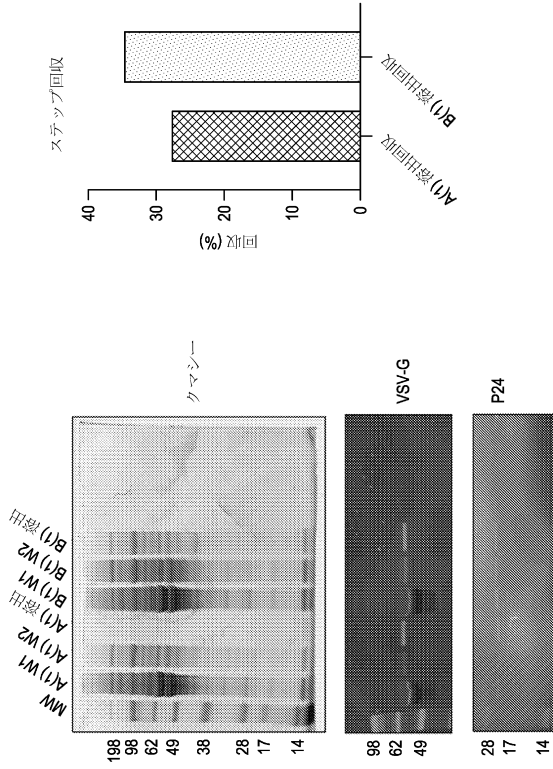 MW
A(1) W1
A(1) W2
A(1) 溶出
B(1) W1
B(1) W2
B(1) 溶出
198
98
62
49
38
28
17
14
クマシー
98
62
49
VSV-G
28
17
14
P24
ステップ回収
回収 (%)
40
30
20
10
0
A(1) 溶出回収
B(1) 溶出回収